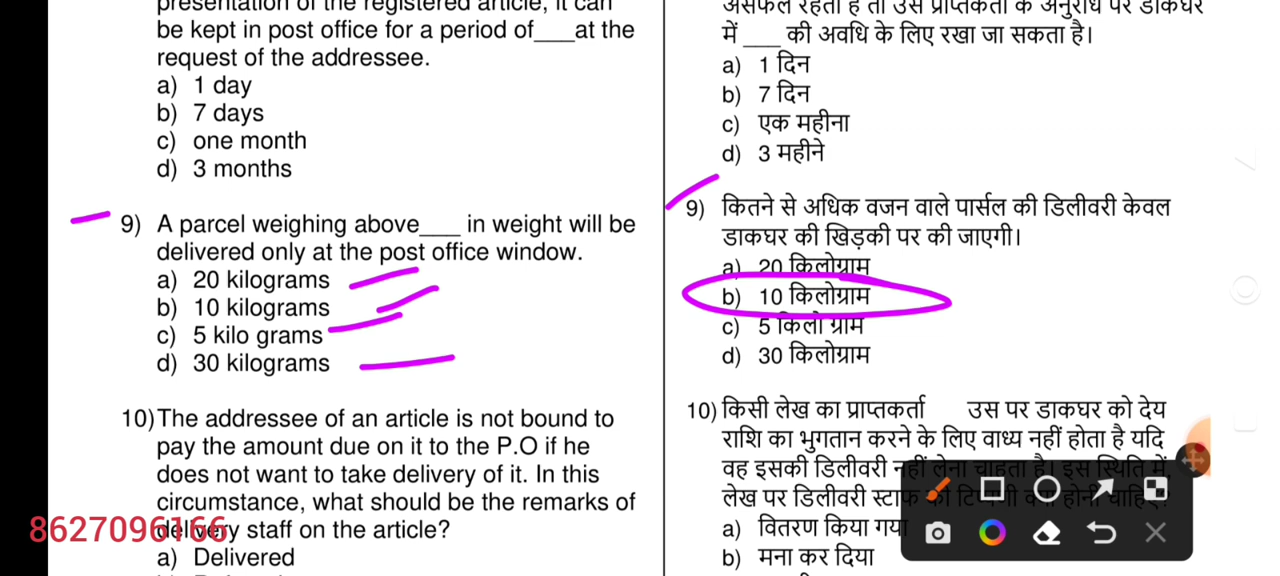 presentation of the registered article, it can
be kept in post office for a period of___at the
request of the addressee.
a) 1 day
b) 7 days
c) one month
d) 3 months
9) A parcel weighing above___ in weight will be
delivered only at the post office window.
a) 20 kilograms
b) 10 kilograms
c) 5 kilo grams
d) 30 kilograms
10)The addressee of an article is not bound to
pay the amount due on it to the P.O if he
does not want to take delivery of it. In this
circumstance, what should be the remarks of
delivery staff on the article?
a) Delivered
8627096166
असफल रहता है तो उस प्राप्तकर्ता के अनुरोध पर डाकघर
में ___ की अवधि के लिए रखा जा सकता है।
a) 1 दिन
b) 7 दिन
c) एक महीना
d) 3 महीने
9) कितने से अधिक वजन वाले पार्सल की डिलीवरी केवल
डाकघर की खिड़की पर की जाएगी।
a) 20 किलोग्राम
b) 10 किलोग्राम
c) 5 किलो ग्राम
d) 30 किलोग्राम
10) किसी लेख का प्राप्तकर्ता उस पर डाकघर को देय
राशि का भुगतान करने के लिए वाध्य नहीं होता है यदि
वह इसकी डिलीवरी नहीं लेना चाहता है। इस स्थिति में,
लेख पर डिलीवरी स्टाफ की टिप्पणी क्या होनी चाहिए?
a) वितरण किया गया
b) मना कर दिया